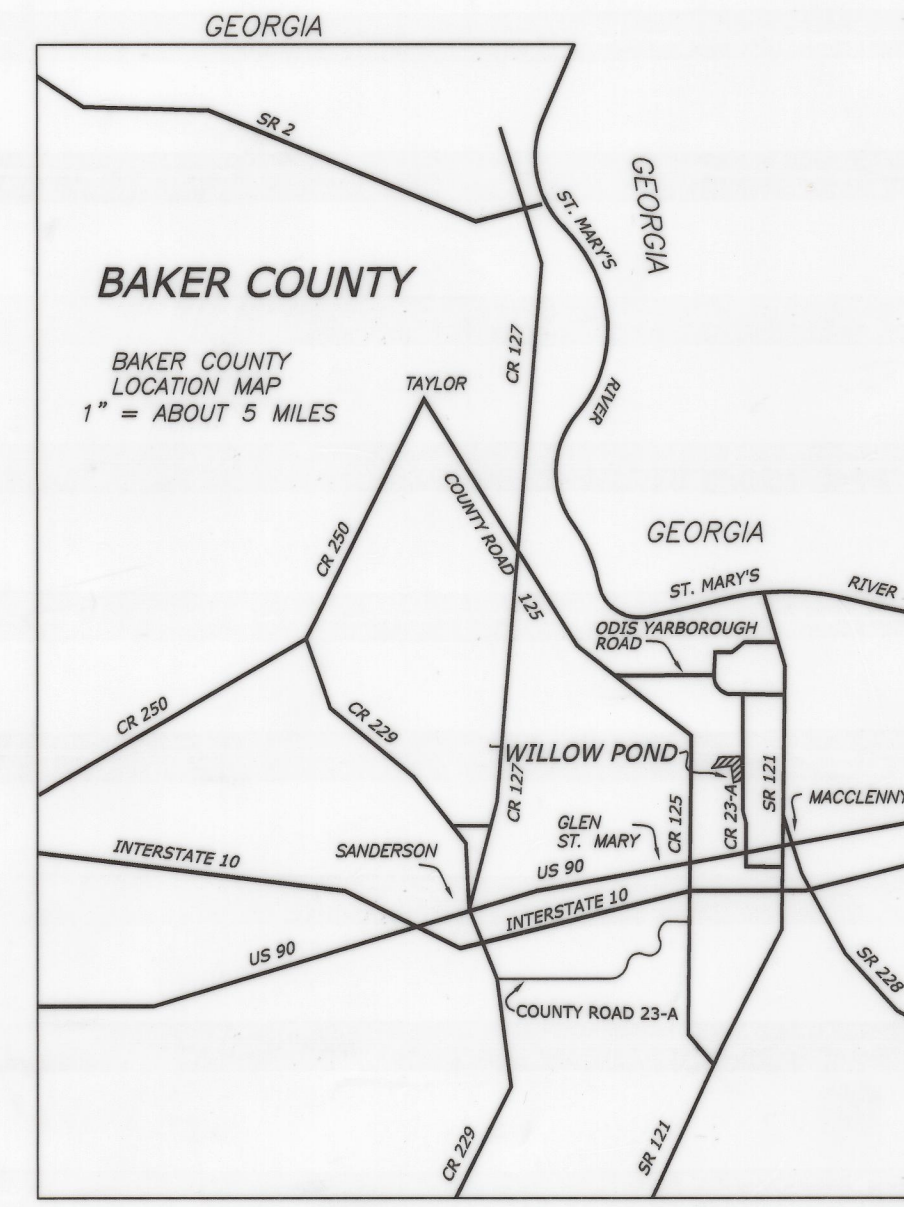 GEORGIA
SR 2
GEORGIA
ST. MARY'S
BAKER COUNTY
BAKER COUNTY
LOCATION MAP
1" = ABOUT 5 MILES
CR 127
TAYLOR
RIVER
COUNTY ROAD
125
CR 250
GEORGIA
ST. MARY'S
RIVER
ODIS YARBOROUGH
ROAD
CR 250
CR 229
WILLOW POND
CR 127
CR 125
CR 23-A
SR 121
MACCLENNY
GLEN
ST. MARY
INTERSTATE 10
SANDERSON
US 90
INTERSTATE 10
US 90
SR 228
COUNTY ROAD 23-A
CR 229
SR 121